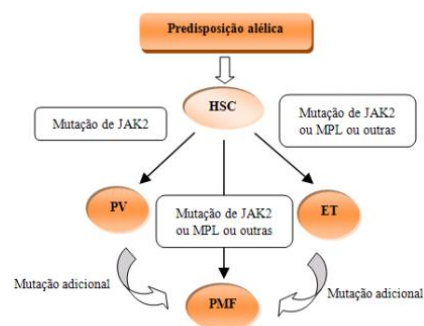 Predisposição alélica
HSC
Mutação de JAK2
Mutação de JAK2
ou MPL ou outras
PV
Mutação de JAK2
ou MPL ou outras
ET
Mutação adicional
PMF
Mutação adicional